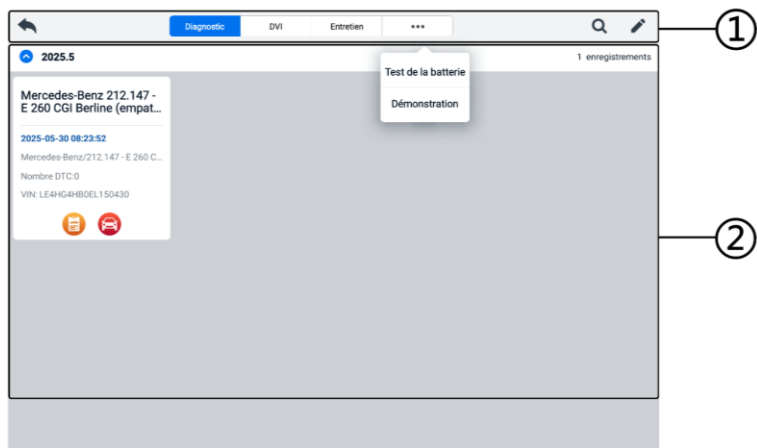 Diagnostic DVI Entretien •••
①
2025.5 1 enregistrements
Test de la batterie
Démonstration
Mercedes-Benz 212.147 -
E 260 CGI Berline (empat...
2025-05-30 08:23:52
Mercedes-Benz/212.147 - E 260 C...
Nombre DTC:0
VIN: LE4HG4HB0EL150430
②